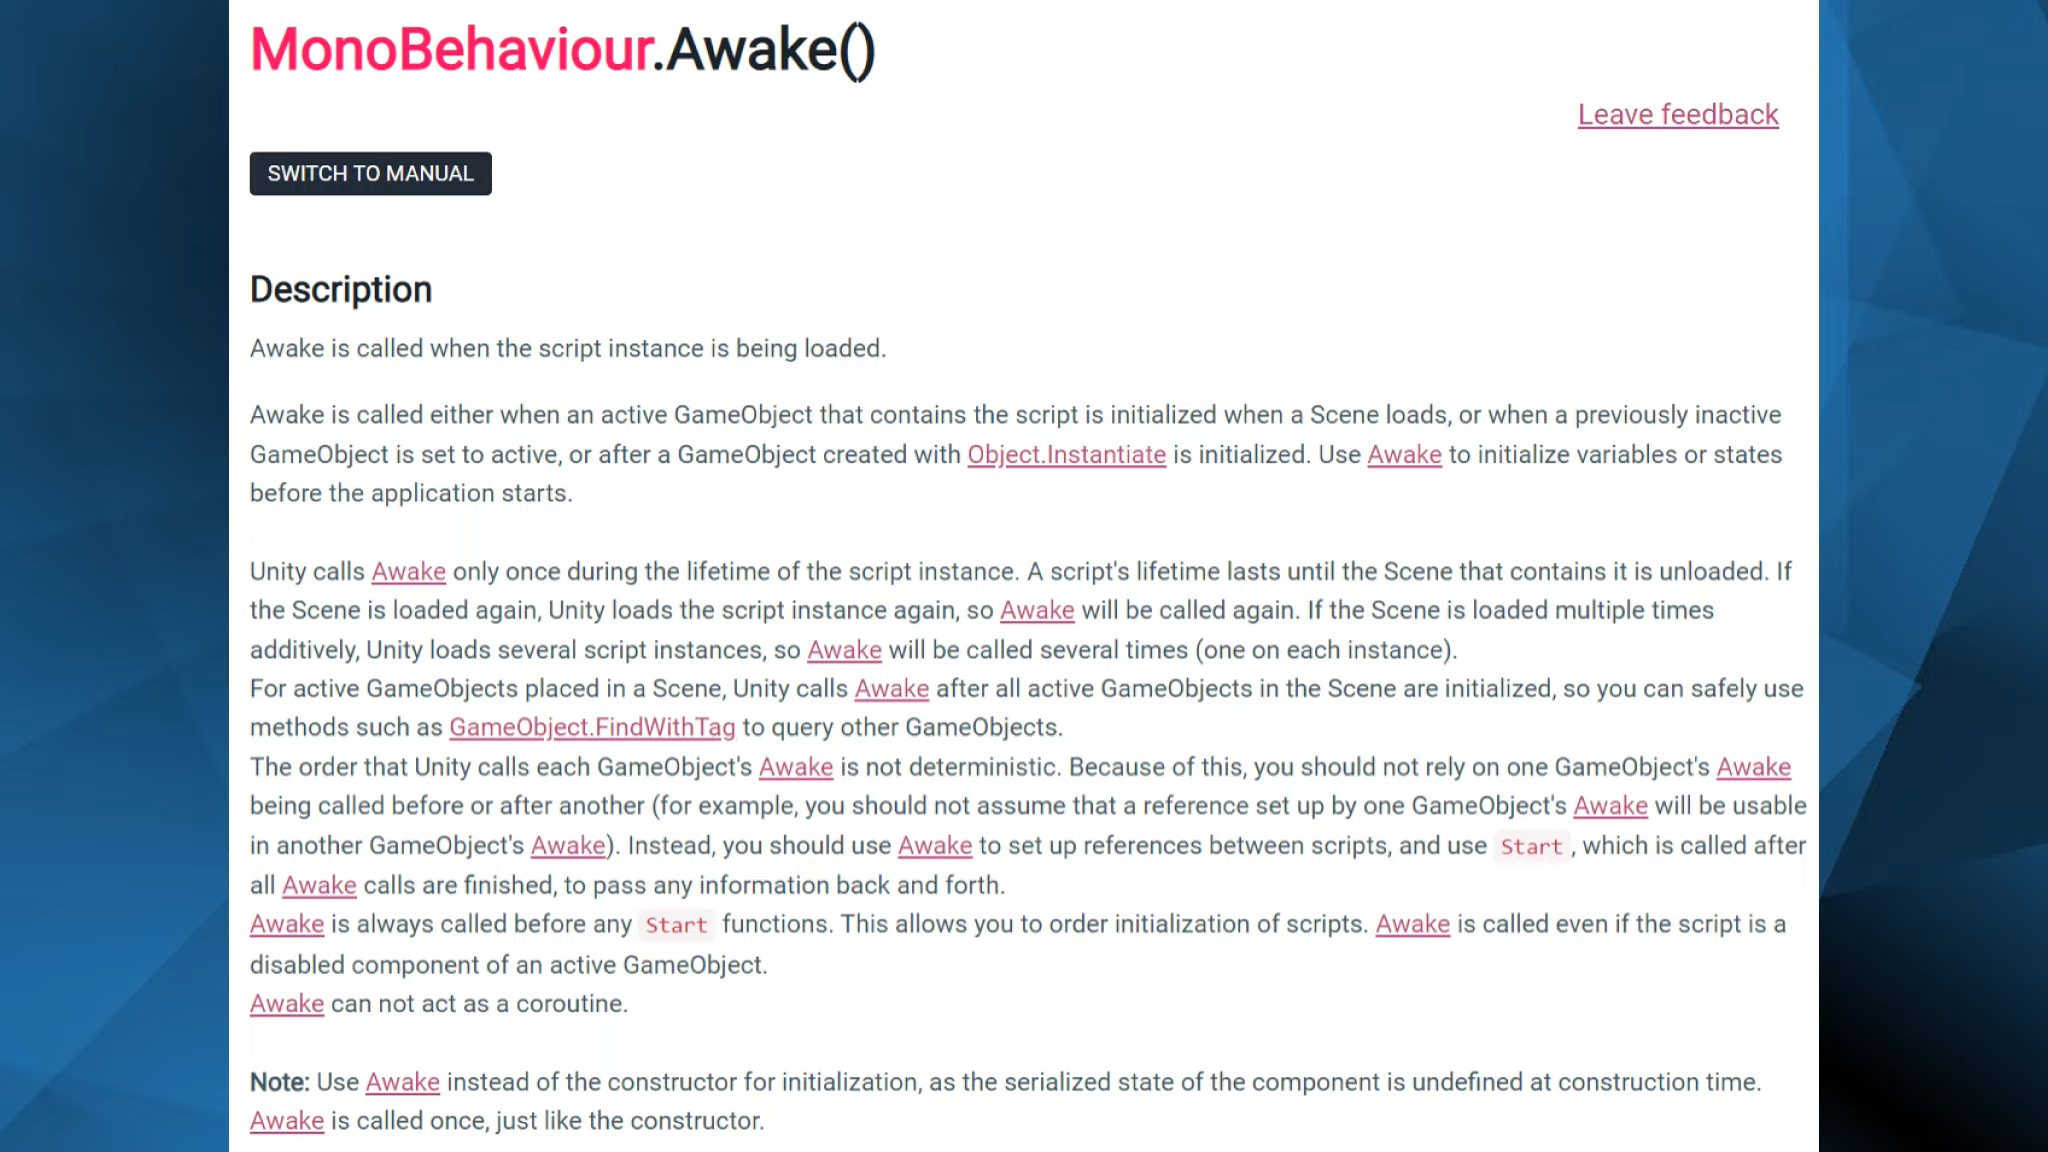 MonoBehaviour.Awake()
Leave feedback
SWITCH TO MANUAL
Description
Awake is called when the script instance is being loaded.
Awake is called either when an active GameObject that contains the script is initialized when a Scene loads, or when a previously inactive
GameObject is set to active, or after a GameObject created with Object.Instantiate is initialized. Use Awake to initialize variables or states
before the application starts.
Unity calls Awake only once during the lifetime of the script instance. A script's lifetime lasts until the Scene that contains it is unloaded. If
the Scene is loaded again, Unity loads the script instance again, so Awake will be called again. If the Scene is loaded multiple times
additively, Unity loads several script instances, so Awake will be called several times (one on each instance).
For active GameObjects placed in a Scene, Unity calls Awake after all active GameObjects in the Scene are initialized, so you can safely use
methods such as GameObject.FindWithTag to query other GameObjects.
The order that Unity calls each GameObject's Awake is not deterministic. Because of this, you should not rely on one GameObject's Awake
being called before or after another (for example, you should not assume that a reference set up by one GameObject's Awake will be usable
in another GameObject's Awake). Instead, you should use Awake to set up references between scripts, and use Start, which is called after
all Awake calls are finished, to pass any information back and forth.
Awake is always called before any Start functions. This allows you to order initialization of scripts. Awake is called even if the script is a
disabled component of an active GameObject.
Awake can not act as a coroutine.
Note: Use Awake instead of the constructor for initialization, as the serialized state of the component is undefined at construction time.
Awake is called once, just like the constructor.